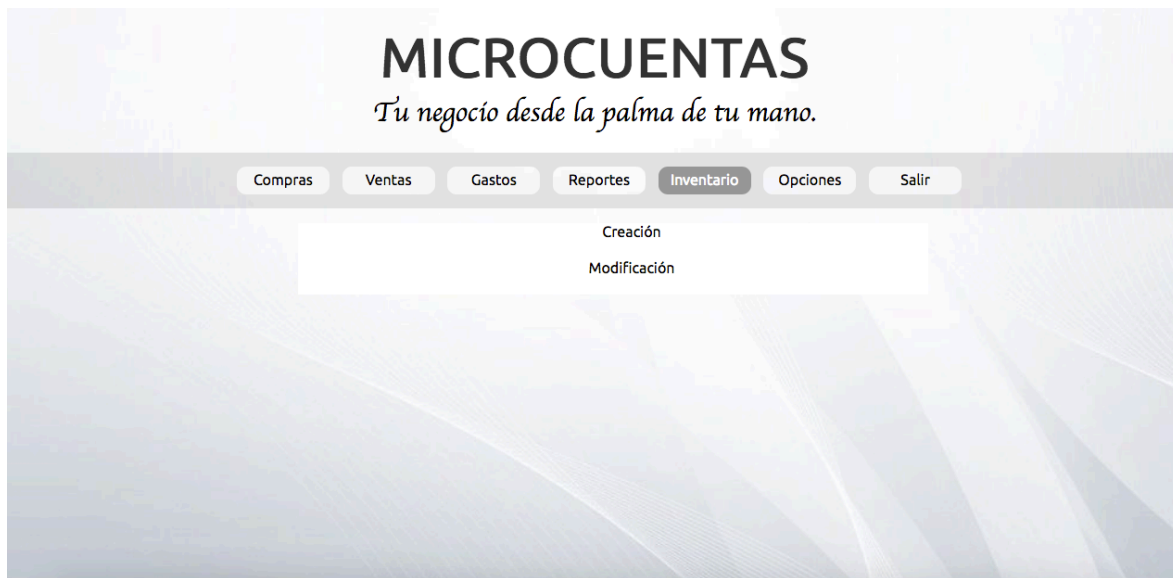 MICROCUENTAS
Tu negocio desde la palma de tu mano.
Compras Ventas Gastos Reportes Inventario Opciones Salir
Creación
Modificación